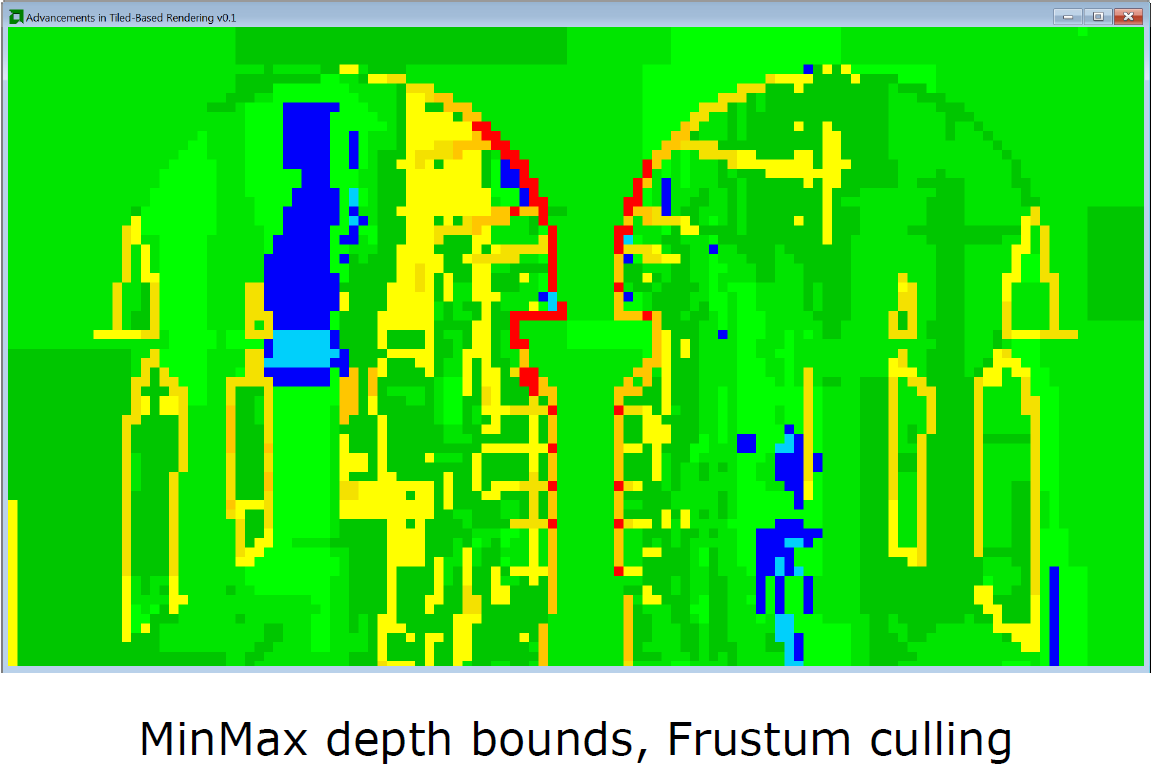 Advancements in Tiled-Based Rendering v0.1
MinMax depth bounds, Frustum culling